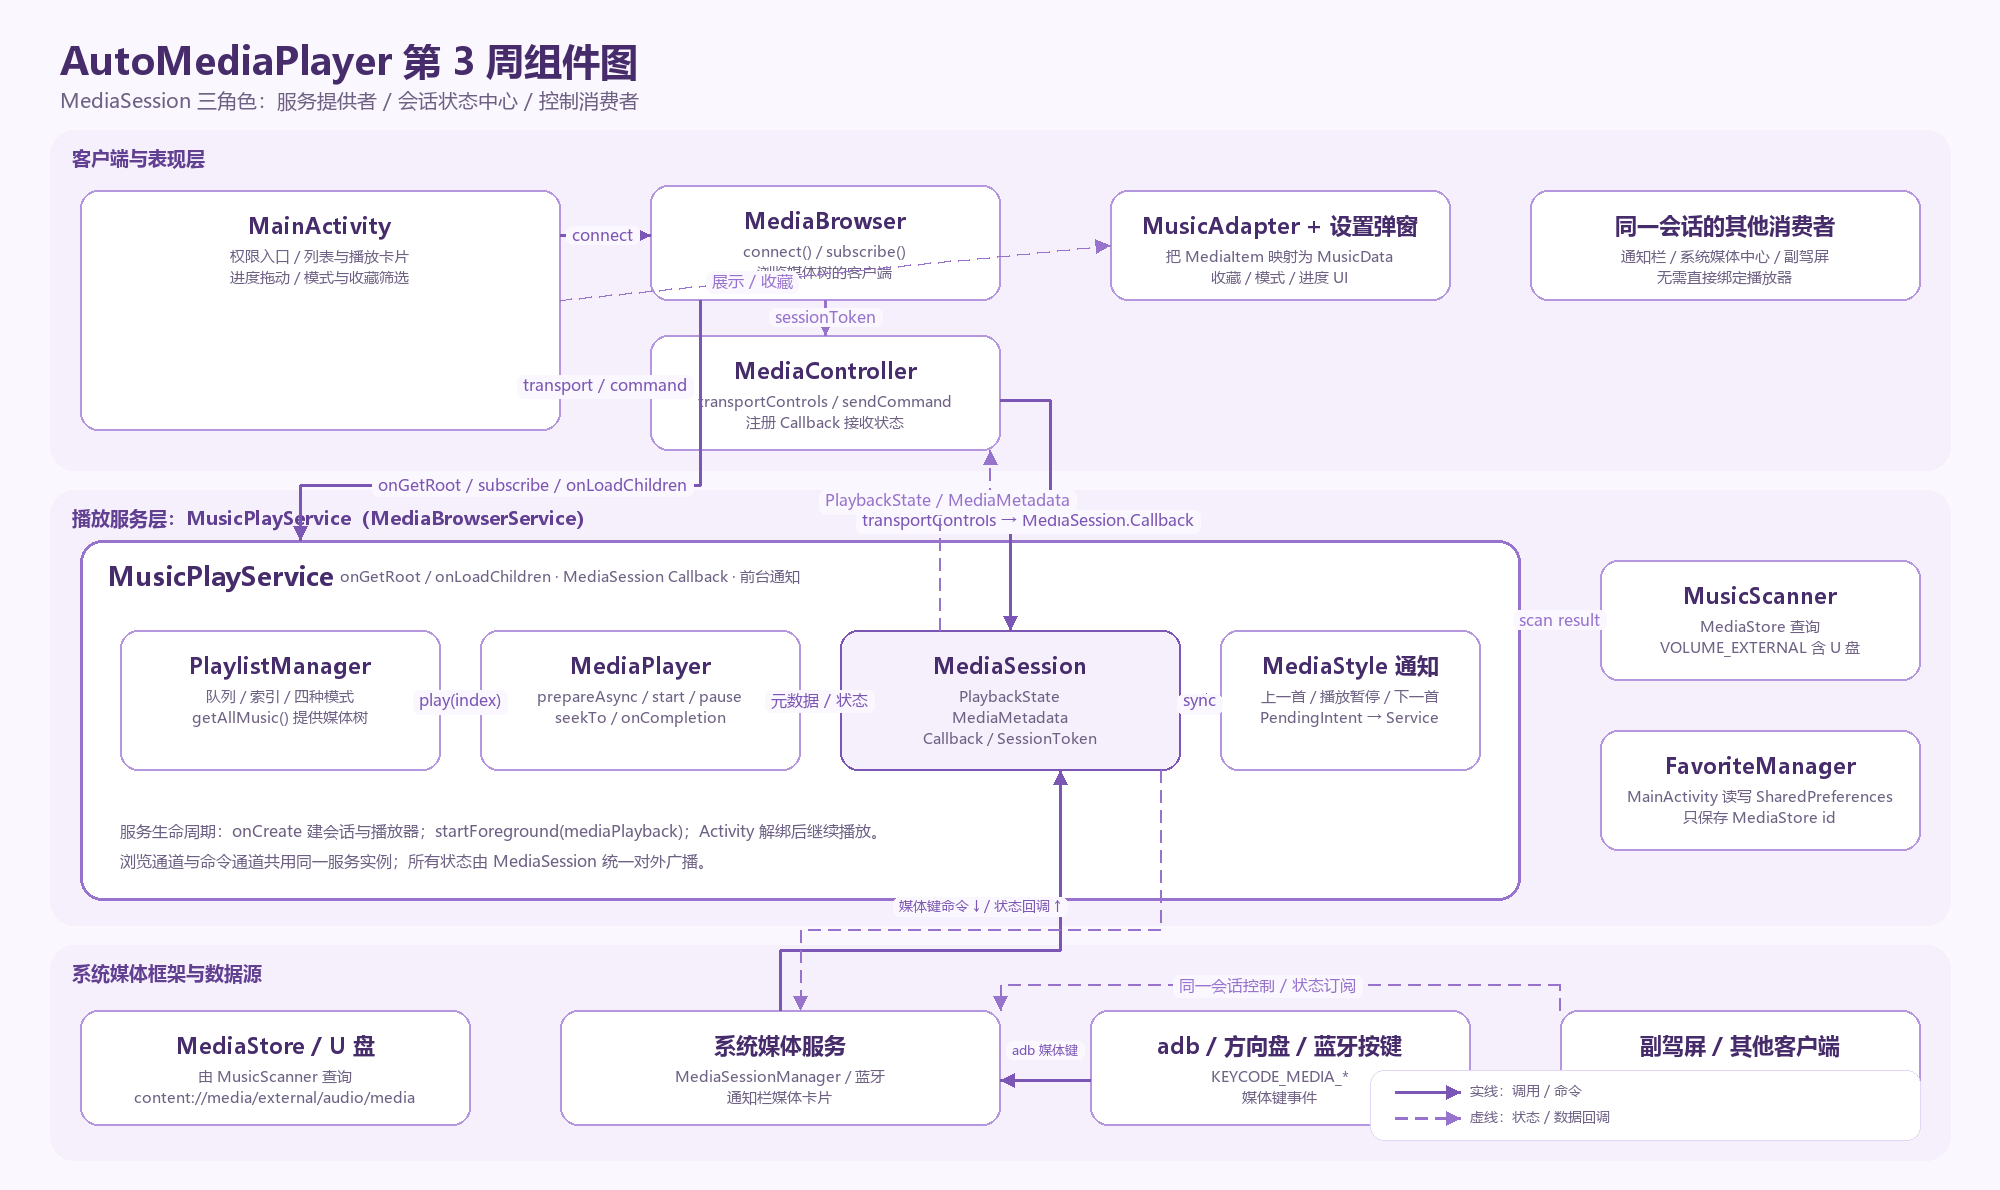 AutoMediaPlayer 第 3 周组件图
MediaSession 三角色：服务提供者 / 会话状态中心 / 控制消费者
客户端与表现层
MainActivity
权限入口 / 列表与播放卡片
进度拖动 / 模式与收藏筛选
connect
MediaBrowser
connect() / subscribe()
浏览媒体树的客户端
展示 / 收藏
MusicAdapter + 设置弹窗
把 MediaItem 映射为 MusicData
收藏 / 模式 / 进度 UI
同一会话的其他消费者
通知栏 / 系统媒体中心 / 副驾屏
无需直接绑定播放器
sessionToken
transport / command
MediaController
transportControls / sendCommand
注册 Callback 接收状态
onGetRoot / subscribe / onLoadChildren
PlaybackState / MediaMetadata
transportControls → MediaSession.Callback
播放服务层：MusicPlayService（MediaBrowserService）
MusicPlayService onGetRoot / onLoadChildren · MediaSession Callback · 前台通知
PlaylistManager
队列 / 索引 / 四种模式
getAllMusic() 提供媒体树
play(index)
MediaPlayer
prepareAsync / start / pause
seekTo / onCompletion
元数据 / 状态
MediaSession
PlaybackState
MediaMetadata
Callback / SessionToken
sync
MediaStyle 通知
上一首 / 播放暂停 / 下一首
PendingIntent → Service
scan result
MusicScanner
MediaStore 查询
VOLUME_EXTERNAL 含 U 盘
FavoriteManager
MainActivity 读写 SharedPreferences
只保存 MediaStore id
服务生命周期：onCreate 建会话与播放器；startForeground(mediaPlayback)；Activity 解绑后继续播放。
浏览通道与命令通道共用同一服务实例；所有状态由 MediaSession 统一对外广播。
媒体键命令↓ / 状态回调↑
系统媒体框架与数据源
MediaStore / U 盘
由 MusicScanner 查询
content://media/external/audio/media
系统媒体服务
MediaSessionManager / 蓝牙
通知栏媒体卡片
adb 媒体键
同一会话控制 / 状态订阅
adb / 方向盘 / 蓝牙按键
KEYCODE_MEDIA_*
媒体键事件
副驾屏 / 其他客户端
实线：调用 / 命令
虚线：状态 / 数据回调